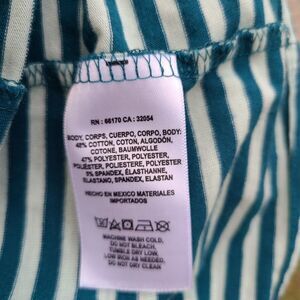 RN : 66170 CA : 32054
BODY, CORPS, CUERPO, CORPO, BODY:
48% COTTON, COTON, ALGODÓN,
COTONE, BAUMWOLLE
47% POLYESTER, POLYESTER,
POLIÉSTER, POLIESTERE, POLYESTER
5% SPANDEX, ÉLASTHANNE,
ELASTANO, SPANDEX, ELASTAN
HECHO EN MEXICO MATERIALES
IMPORTADOS
MACHINE WASH COLD,
DO NOT BLEACH,
TUMBLE DRY LOW,
LOW IRON AS NEEDED,
DO NOT DRY CLEAN